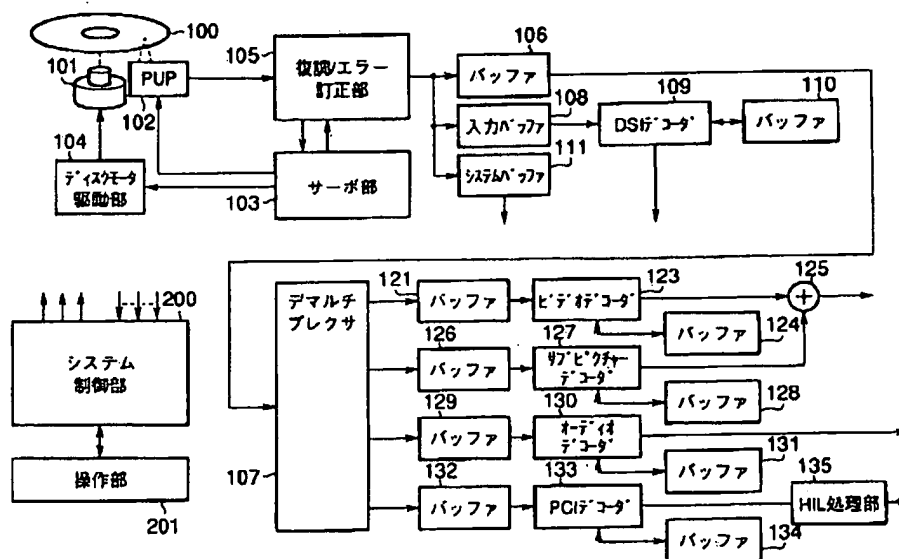 100
101
PUP
102
104
ディスクモータ
駆動部
105
復調/エラー
訂正部
サーボ部
103
106
バッファ
108
入力バッファ
111
システムバッファ
109
DSIデコーダ
110
バッファ
200
システム
制御部
操作部
201
デマルチ
プレクサ
107
121
バッファ
123
ビデオデコーダ
125
バッファ
124
126
バッファ
127
サブピクチャー
デコーダ
バッファ
128
129
バッファ
130
オーディオ
デコーダ
バッファ
131
132
バッファ
133
PCIデコーダ
バッファ
134
135
HIL処理部